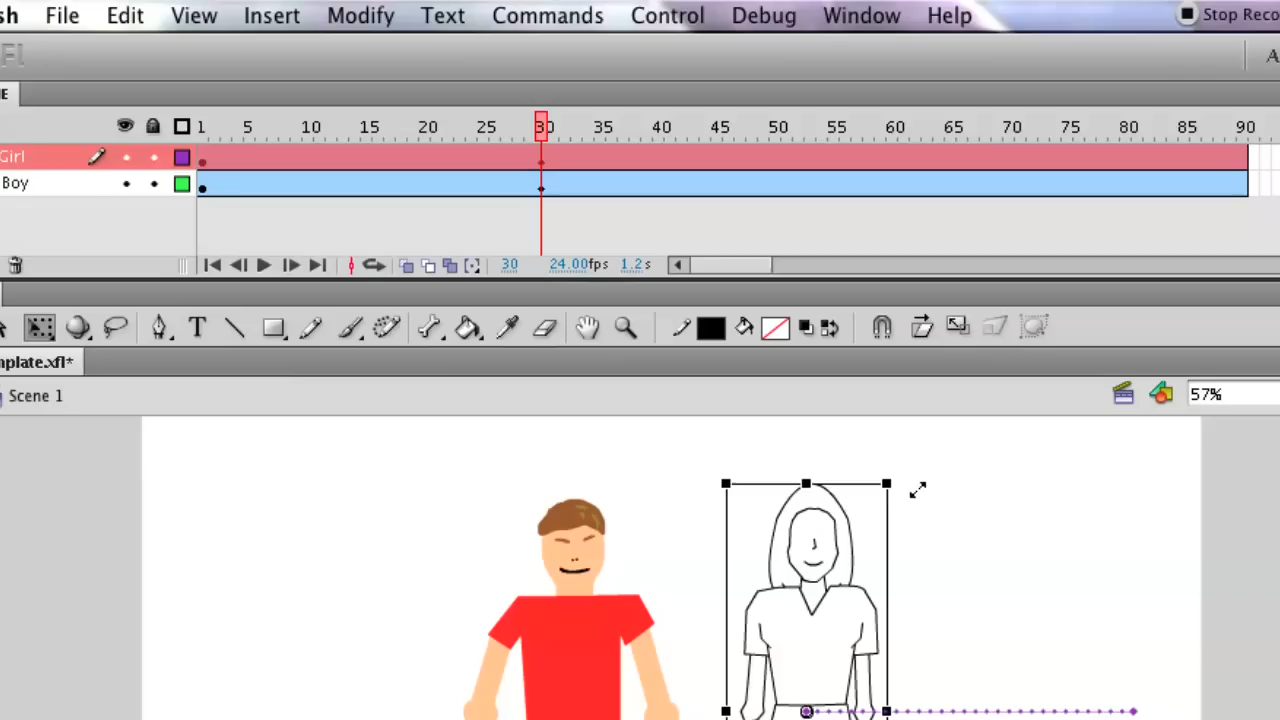 sh File Edit View Insert Modify Text Commands Control Debug Window Help Stop Reco
Fl A
E
1 5 10 15 20 25 30 35 40 45 50 55 60 65 70 75 80 85 90
Girl
Boy
30 24.00fps 1.2s
T
mplate.xfl*
Scene 1 57%